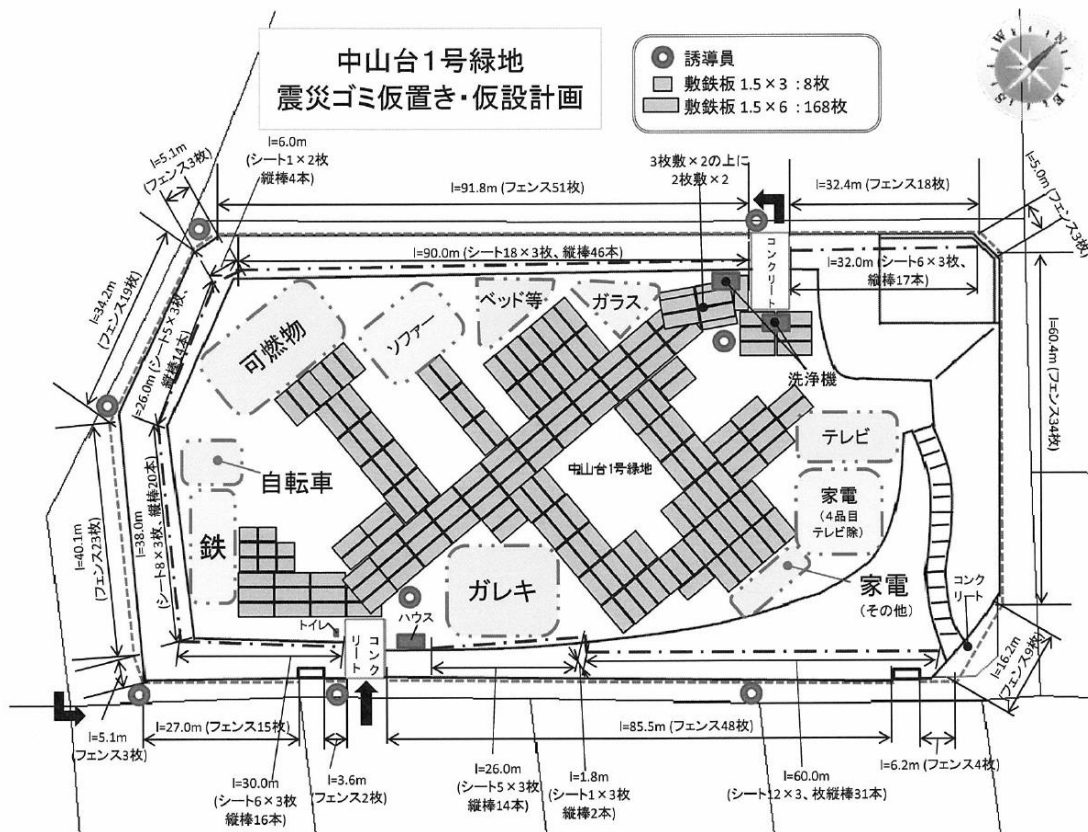 中山台１号緑地
震災ゴミ仮置き・仮設計画
誘導員
敷鉄板 1.5×3 :8枚
敷鉄板 1.5×6 :168枚
W
N
S
E
l=5.1m
(フェンス3枚)
l=6.0m
(シート1×2枚
縦棒4本)
l=91.8m (フェンス51枚)
3枚敷×2の上に
2枚敷×2
l=32.4m (フェンス18枚)
l=5.0m
(フェンス3枚)
l=90.0m (シート18×3枚、縦棒46本)
コンクリート
l=32.0m (シート6×3枚、
縦棒17本)
l=34.2m
(フェンス19枚)
l=26.0m (シート5×3枚、
縦棒14本)
可燃物
ソファー
ベッド等
ガラス
洗浄機
l=60.4m
(フェンス34枚)
自転車
中山台1号緑地
テレビ
家電
(４品目
テレビ除)
l=40.1m
(フェンス23枚)
l=38.0m
(シート8×3枚、縦棒20本)
鉄
ガレキ
家電
(その他)
コンク
リート
トイレ
コンク
リート
ハウス
l=16.2m
(フェンス9枚)
l=5.1m
(フェンス3枚)
l=27.0m (フェンス15枚)
l=85.5m (フェンス48枚)
l=6.2m (フェンス4枚)
l=30.0m
(シート6×3枚
縦棒16本)
l=3.6m
(フェンス2枚)
l=26.0m
(シート5×3枚
縦棒14本)
l=1.8m
(シート1×3枚
縦棒2本)
l=60.0m
(シート12×3、枚縦棒31本)